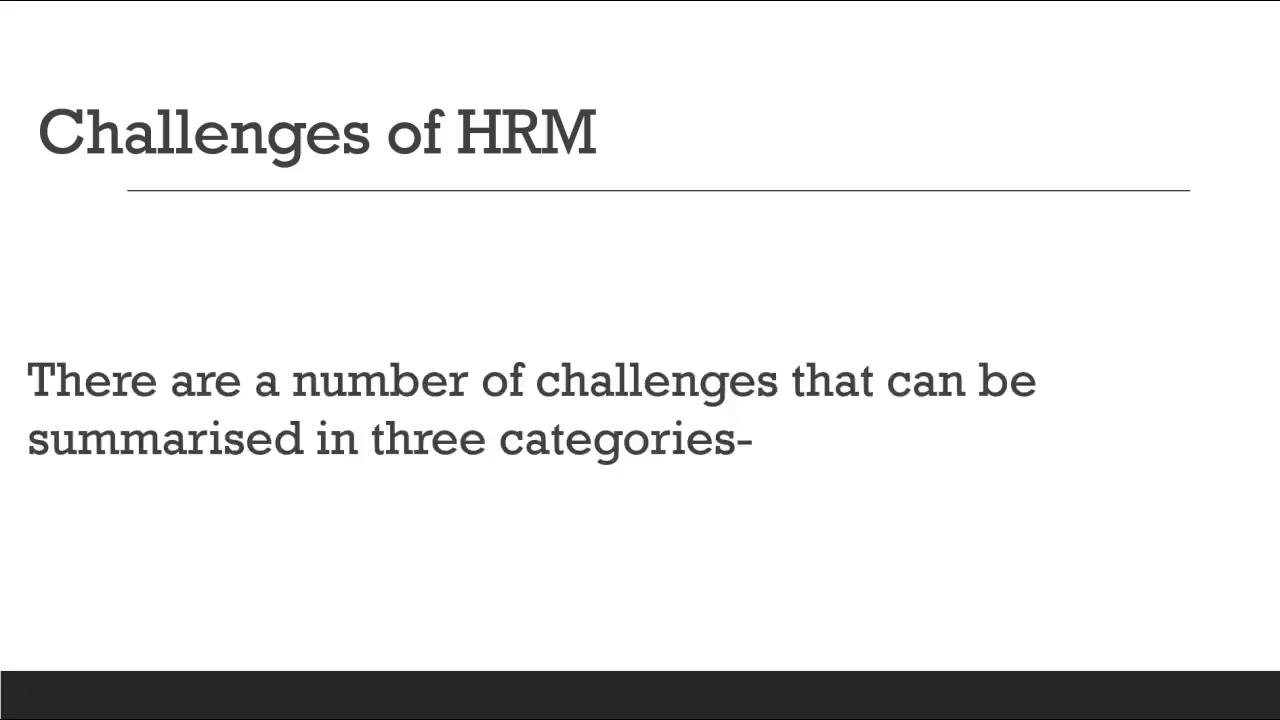 Challenges of HRM
There are a number of challenges that can be
summarised in three categories-